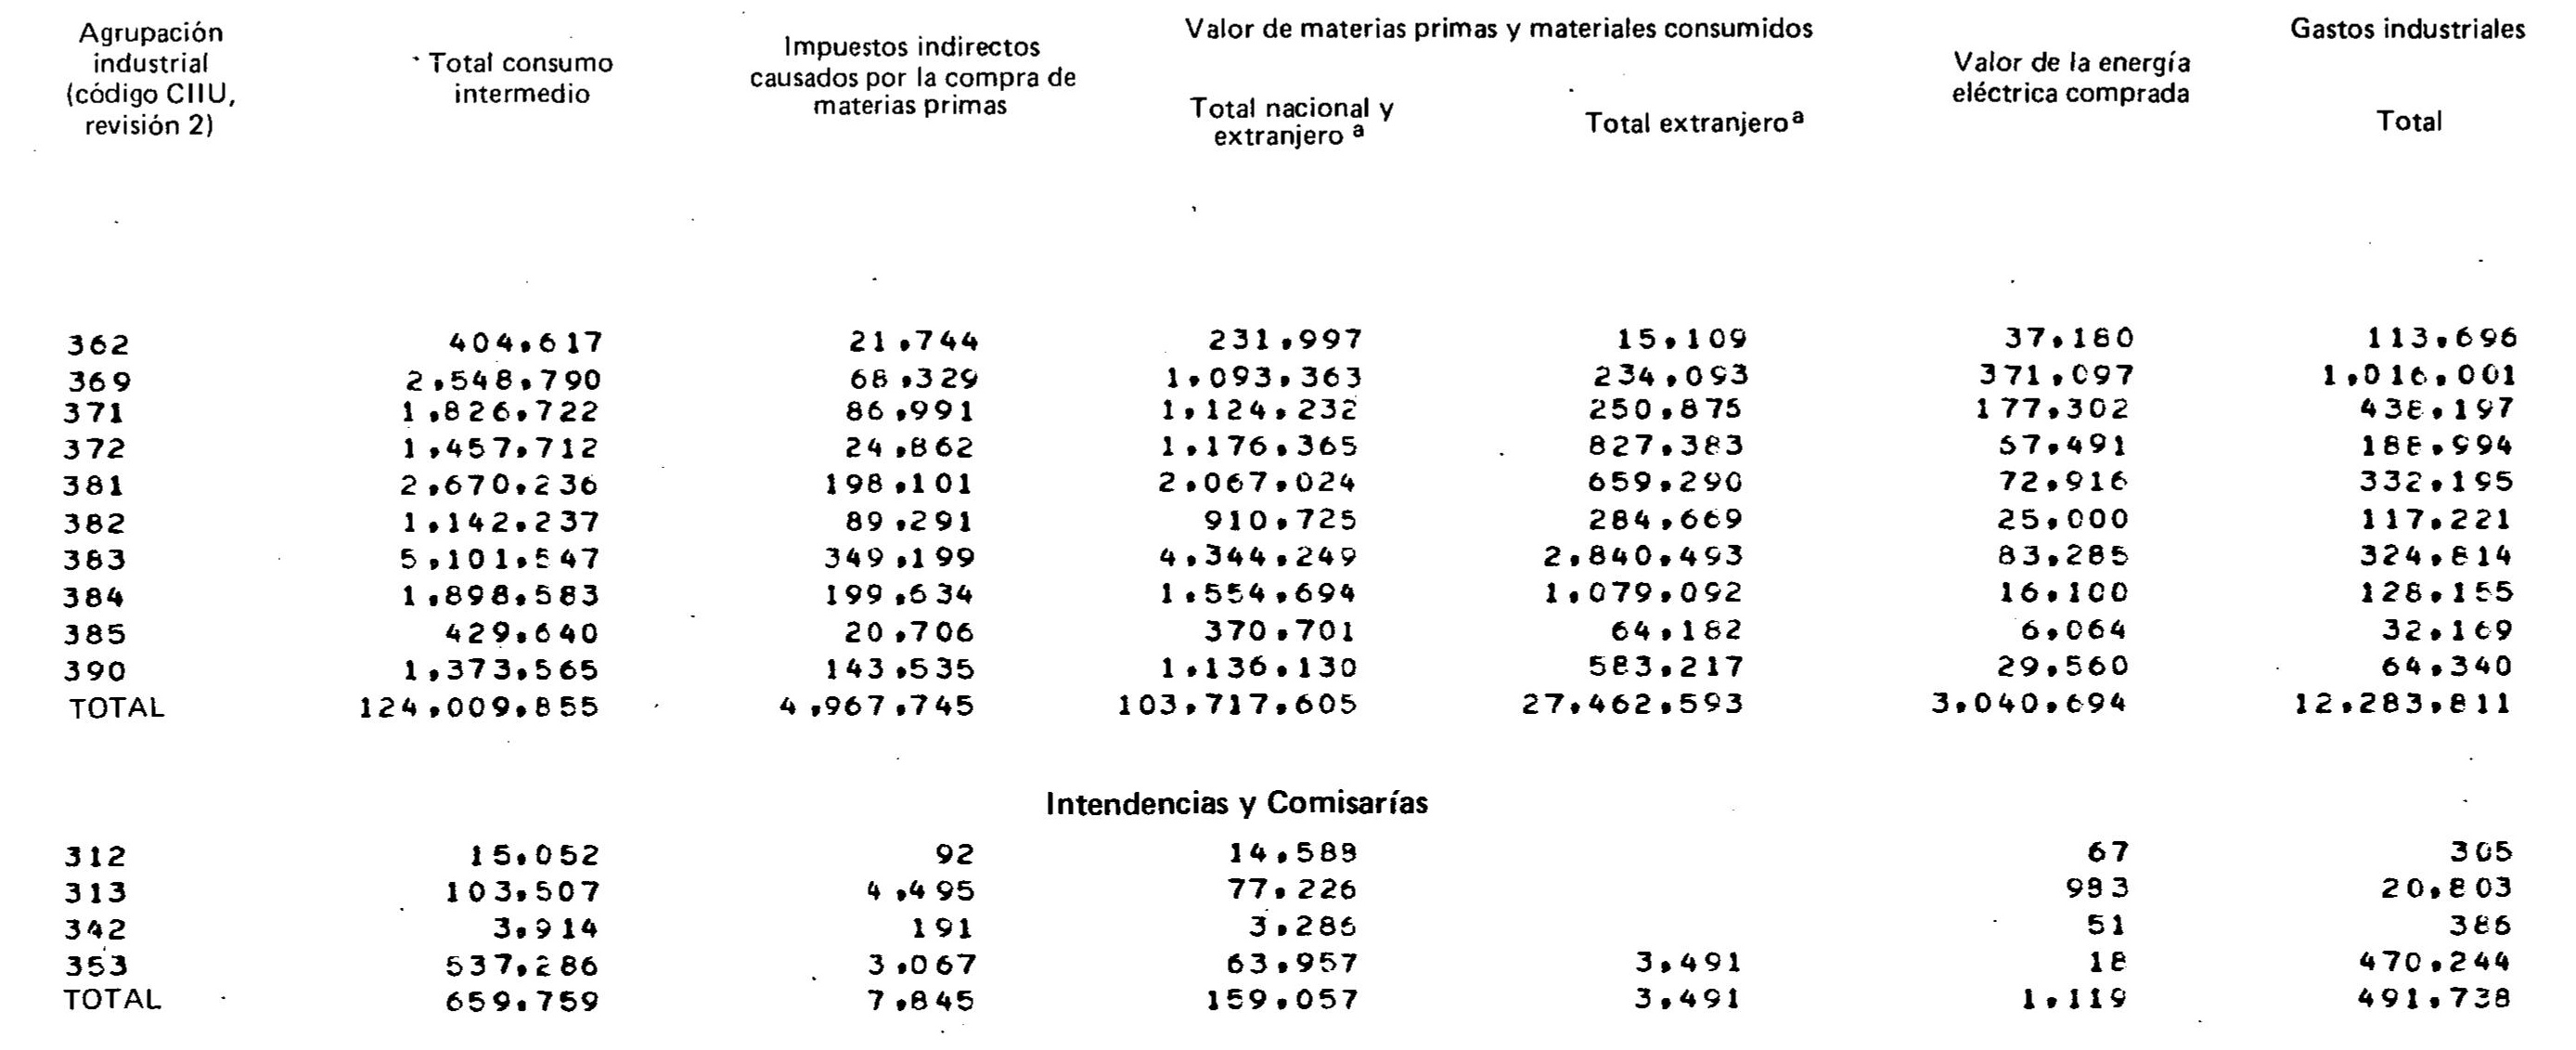 Agrupación
industrial
(código CIIU,
revisión 2)
Total consumo
intermedio
Impuestos indirectos
causados por la compra de
materias primas
Valor de materias primas y materiales consumidos
Total nacional y
extranjero a
Total extranjero a
Valor de la energía
eléctrica comprada
Gastos industriales
Total
362 404,617 21,744 231,997 15,109 37,180 113,696
369 2,548,790 68,329 1,093,363 234,093 371,097 1,016,001
371 1,826,722 86,991 1,124,232 250,875 177,302 438,197
372 1,457,712 24,862 1,176,365 827,383 67,491 188,994
381 2,670,236 198,101 2,067,024 659,290 72,916 332,195
382 1,142,237 89,291 910,725 284,669 25,000 117,221
383 5,101,547 349,199 4,344,249 2,840,493 83,285 324,814
384 1,898,583 199,634 1,554,694 1,079,092 16,100 128,155
385 429,640 20,706 370,701 64,182 6,064 32,169
390 1,373,565 143,535 1,136,130 583,217 29,560 64,340
TOTAL 124,009,855 4,967,745 103,717,605 27,462,593 3,040,694 12,283,811
Intendencias y Comisarías
312 15,052 92 14,588 67 305
313 103,507 4,495 77,226 983 20,803
342 3,914 191 3,286 51 386
353 537,286 3,067 63,957 3,491 18 470,244
TOTAL 659,759 7,845 159,057 3,491 1,119 491,738